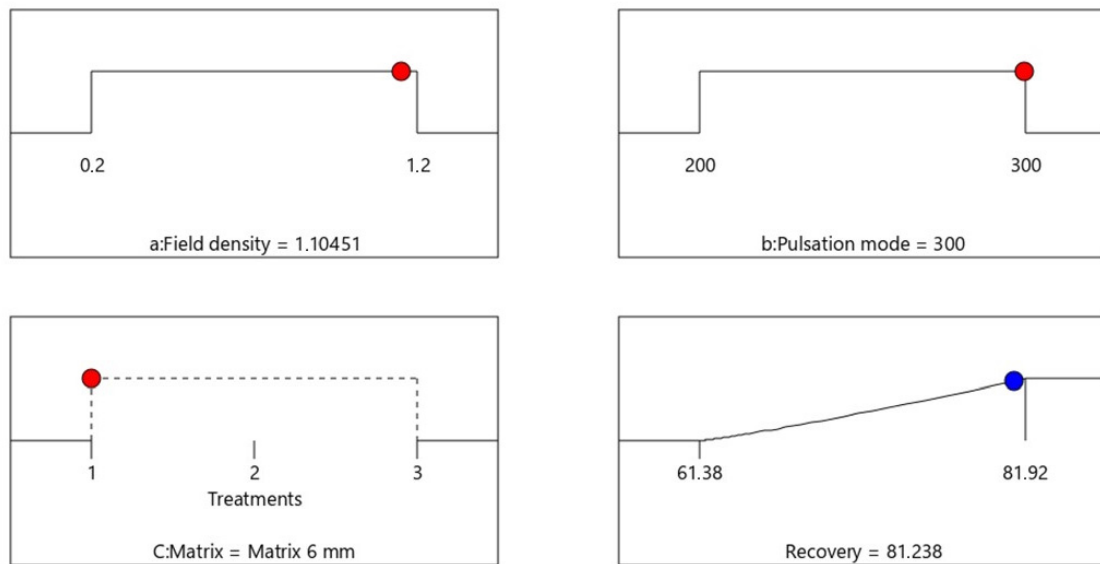 0.2 1.2
a:Field density = 1.10451
200 300
b:Pulsation mode = 300
1 2 3
Treatments
C:Matrix = Matrix 6 mm
61.38 81.92
Recovery = 81.238